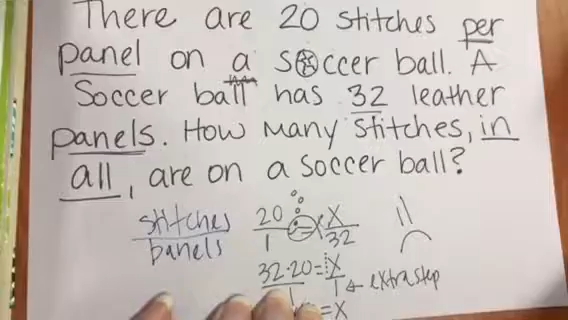 There are 20 stitches per
panel on a soccer ball. A
Soccer ball has 32 leather
panels. How many stitches, in
all, are on a soccer ball?
stitches 20 X
panels 1 32
32·20 = X
1 1 ← extra step
= X